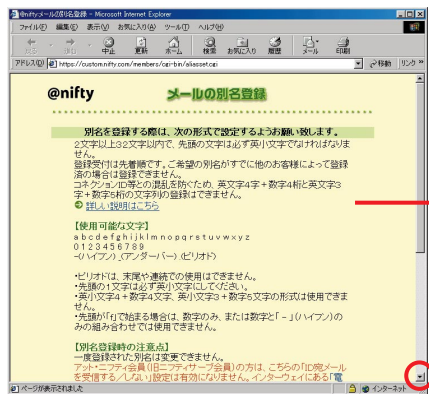 @nifty:メールの別名登録 - Microsoft Internet Explorer
ファイル(F) 編集(E) 表示(V) お気に入り(A) ツール(T) ヘルプ(H)
戻る 進む 中止 更新 ホーム 検索 お気に入り 履歴 メール 印刷
アドレス(D) https://custom.nifty.com/members/cgi-bin/aliasset.cgi 移動 リンク »
@nifty メールの別名登録
別名を登録する際は、次の形式で設定するようお願い致します。
2文字以上32文字以内で、先頭の文字は必ず英小文字でなければなりま
せん。
登録受付は先着順です。ご希望の別名がすでに他のお客様によって登録
済の場合は登録できません。
コネクションID等との混乱を防ぐため、英文字4字+数字4桁と英文字3
字+数字5桁の文字列の登録はできません。
詳しい説明はこちら
【使用可能な文字】
a b c d e f g h i j k l m n o p q r s t u v w x y z
0 1 2 3 4 5 6 7 8 9
-(ハイフン) _(アンダーバー) .(ピリオド)
・ピリオドは、末尾や連続での使用はできません。
・先頭の1文字は必ず英小文字にしてください。
・英小文字4+数字4文字、英小文字3+数字5文字の形式は使用できま
せん。
・先頭が「f」で始まる場合は、数字のみ、または数字と「-」(ハイフン)の
みの組み合わせでは使用できません。
【別名登録時の注意点】
一度登録された別名は変更できません。
アット・ニフティ会員(旧ニフティサーブ会員)の方は、こちらの「ID宛メール
を受信する/しない」設定は有効になりません。インターウェイにある「電
ページが表示されました インターネット